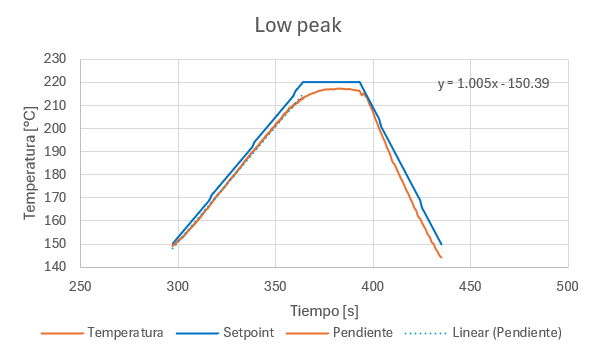 Low peak
230
220
210
200
190
180
170
160
150
140
Temperatura [ºC]
y = 1.005x - 150.39
250 300 350 400 450 500
Tiempo [s]
Temperatura Setpoint Pendiente Linear (Pendiente)